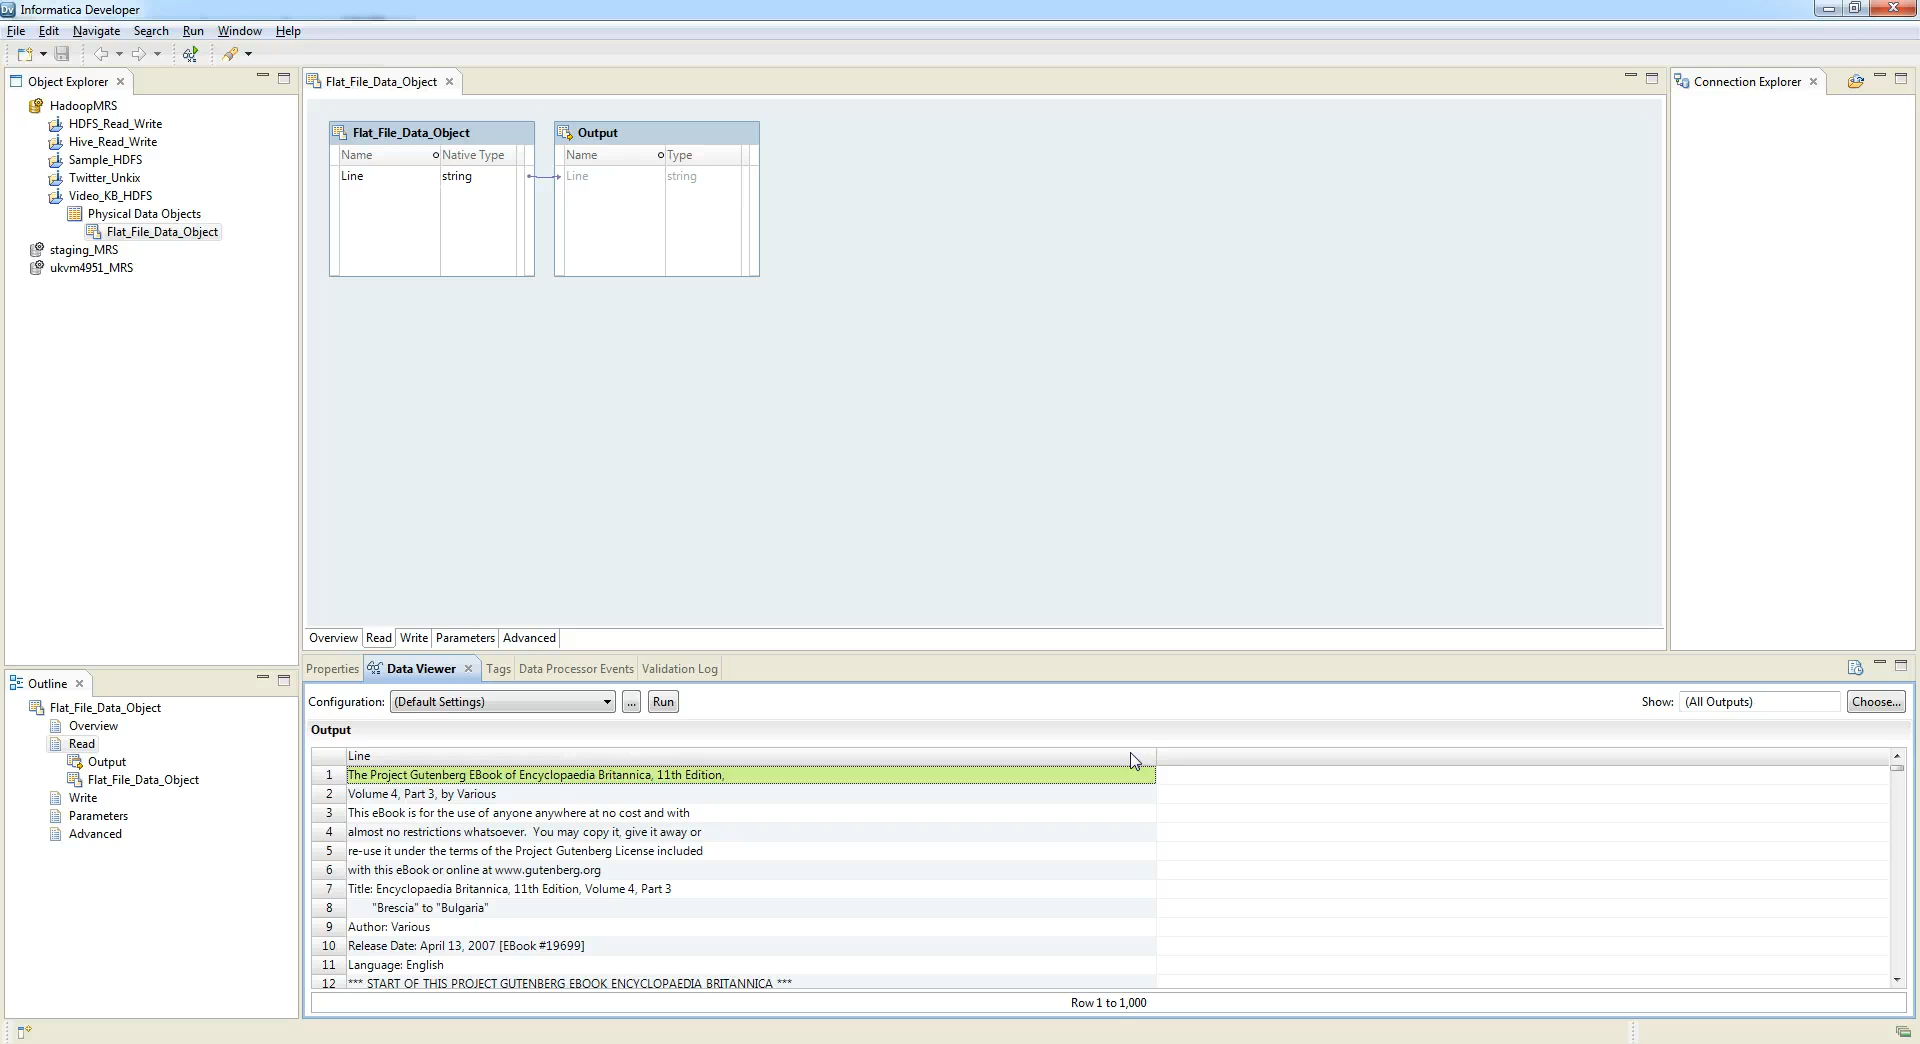 Dv Informatica Developer
File Edit Navigate Search Run Window Help
Object Explorer
HadoopMRS
HDFS_Read_Write
Hive_Read_Write
Sample_HDFS
Twitter_Unkix
Video_KB_HDFS
Physical Data Objects
Flat_File_Data_Object
staging_MRS
ukvm4951_MRS
Flat_File_Data_Object
Flat_File_Data_Object
Name Native Type
Line string
Output
Name Type
Line string
Overview Read Write Parameters Advanced
Connection Explorer
Outline
Flat_File_Data_Object
Overview
Read
Output
Flat_File_Data_Object
Write
Parameters
Advanced
Properties Data Viewer Tags Data Processor Events Validation Log
Configuration: (Default Settings) ... Run Show: (All Outputs) Choose...
Output
Line
1 The Project Gutenberg EBook of Encyclopaedia Britannica, 11th Edition,
2 Volume 4, Part 3, by Various
3 This eBook is for the use of anyone anywhere at no cost and with
4 almost no restrictions whatsoever.  You may copy it, give it away or
5 re-use it under the terms of the Project Gutenberg License included
6 with this eBook or online at www.gutenberg.org
7 Title: Encyclopaedia Britannica, 11th Edition, Volume 4, Part 3
8 "Brescia" to "Bulgaria"
9 Author: Various
10 Release Date: April 13, 2007 [EBook #19699]
11 Language: English
12 *** START OF THIS PROJECT GUTENBERG EBOOK ENCYCLOPAEDIA BRITANNICA ***
Row 1 to 1,000